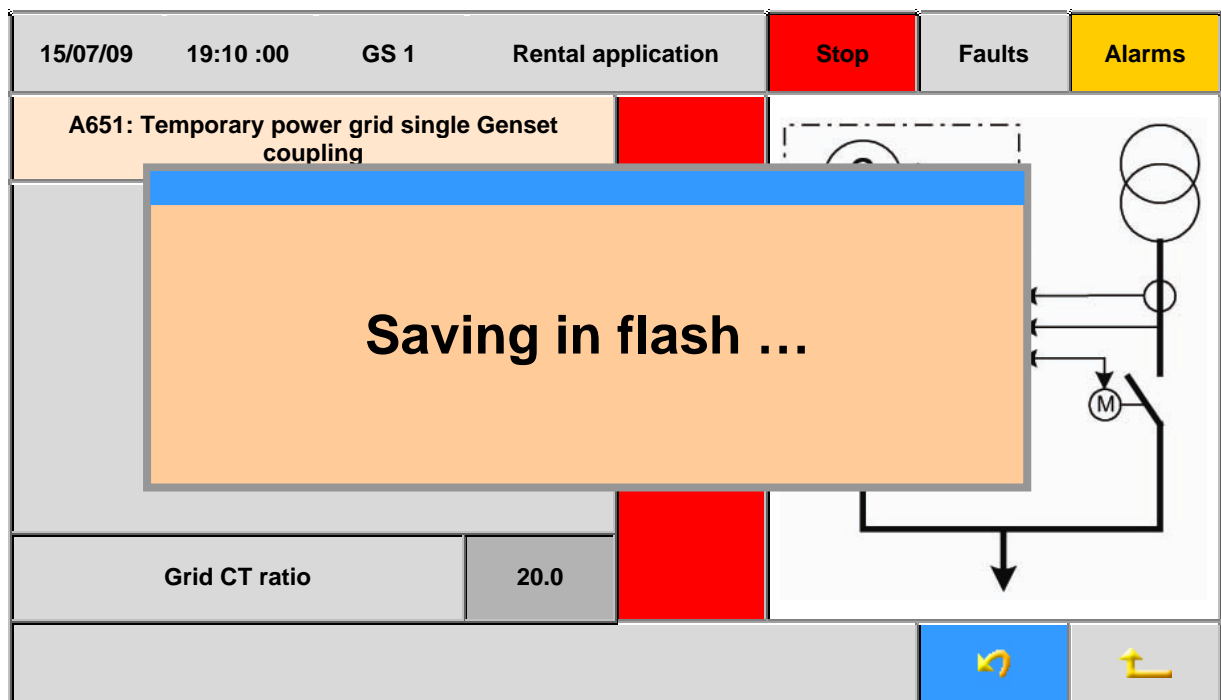 15/07/09 19:10 :00 GS 1 Rental application Stop Faults Alarms
A651: Temporary power grid single Genset
coupling
Saving in flash …
M
Grid CT ratio 20.0